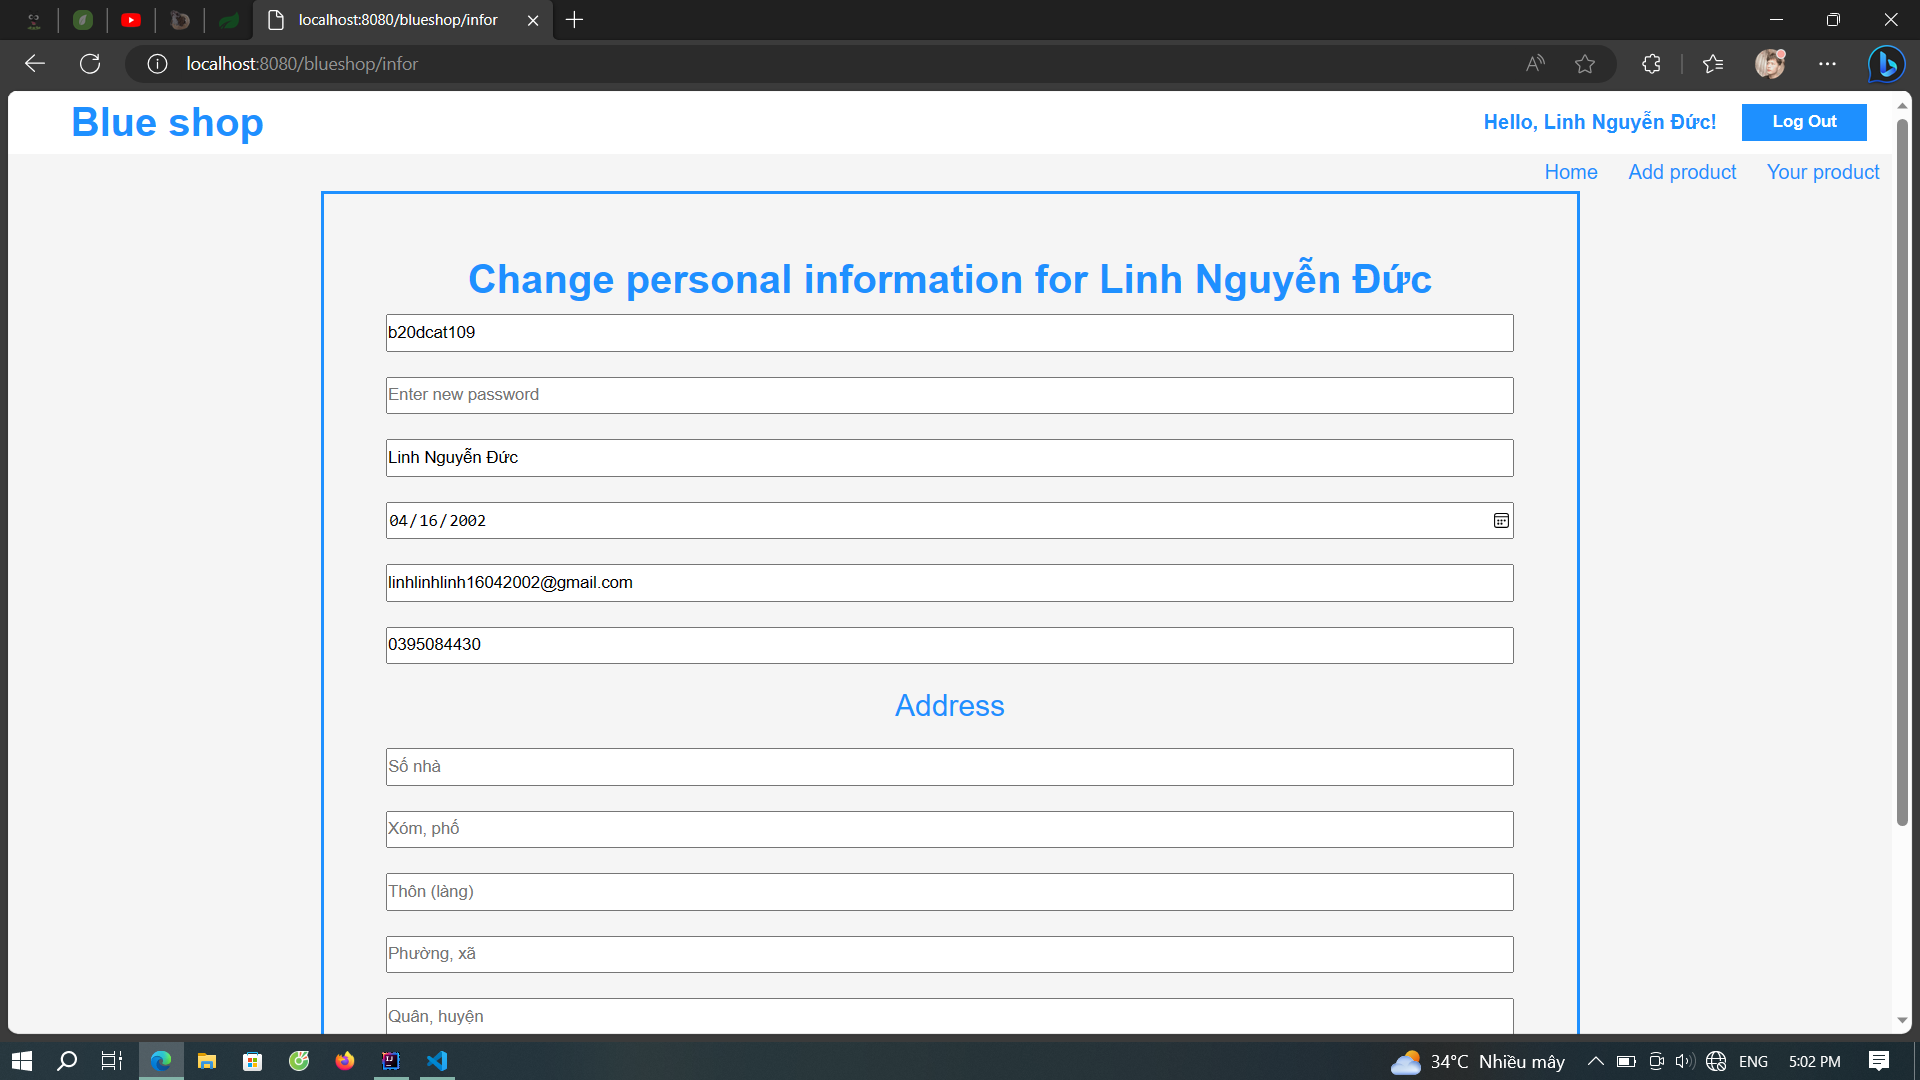 localhost:8080/blueshop/infor
localhost:8080/blueshop/infor
Blue shop
Hello, Linh Nguyễn Đức!
Log Out
Home
Add product
Your product
Change personal information for Linh Nguyễn Đức
b20dcat109
Enter new password
Linh Nguyễn Đức
04/16/2002
linhlinhlinh16042002@gmail.com
0395084430
Address
Số nhà
Xóm, phố
Thôn (làng)
Phường, xã
Quân, huyện
34°C Nhiều mây
ENG
5:02 PM